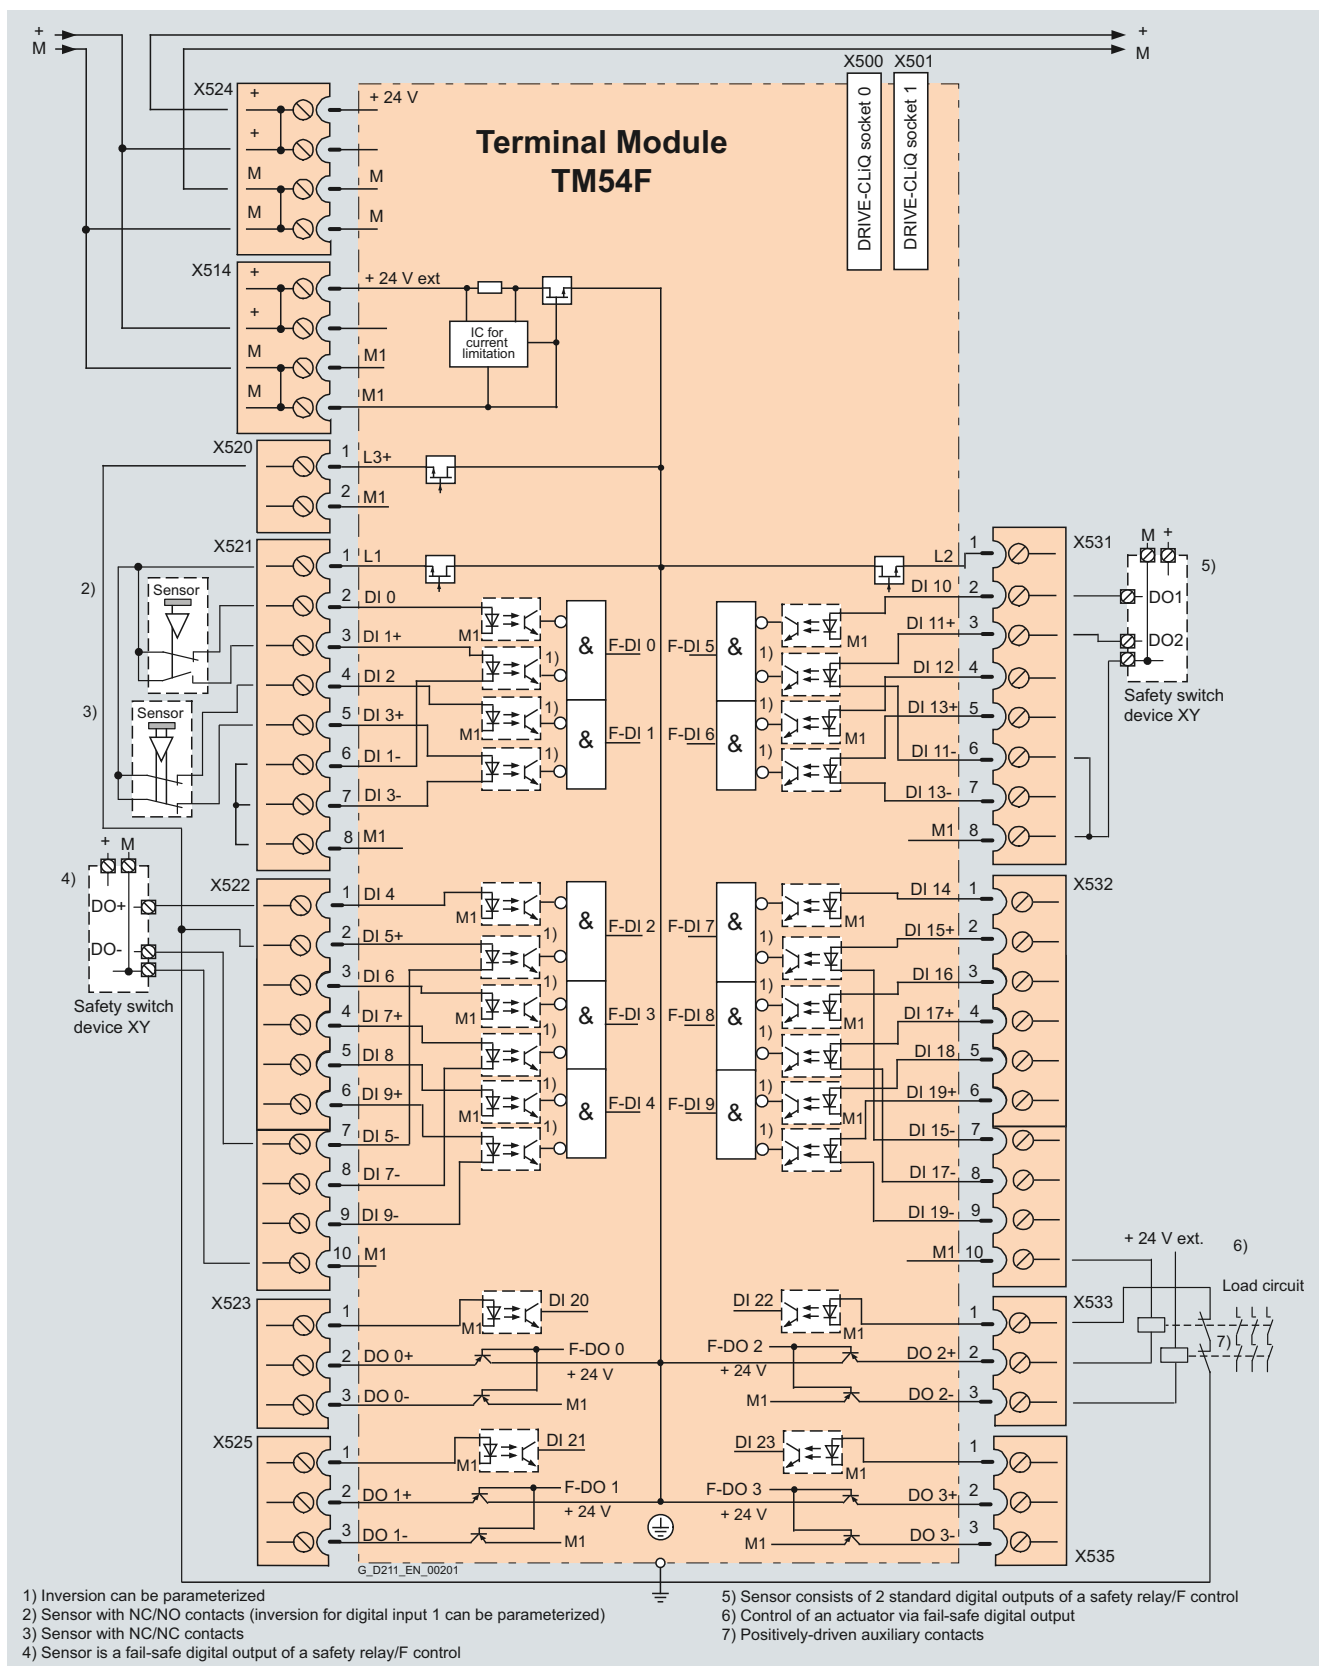 +
M
+
M
X500 X501
DRIVE-CLiQ socket 0
DRIVE-CLiQ socket 1
Terminal Module
TM54F
X524
+
+
M
M
+ 24 V
M
M
X514
+
+
M
M
+ 24 V ext
M1
M1
IC for
current
limitation
X520
1 L3+
2 M1
X521
1 L1
2 DI 0
3 DI 1+
4 DI 2
5 DI 3+
6 DI 1-
7 DI 3-
8 M1
2)
Sensor
3)
Sensor
M1
1)
1)
M1
1)
&
&
F-DI 0
F-DI 1
F-DI 5
F-DI 6
&
&
M1
1)
1)
M1
1)
L2 1
DI 10 2
DI 11+ 3
DI 12 4
DI 13+ 5
DI 11- 6
DI 13- 7
M1 8
X531
M +
5)
DO1
DO2
Safety switch
device XY
+ M
4)
DO+
DO-
Safety switch
device XY
X522
1 DI 4
2 DI 5+
3 DI 6
4 DI 7+
5 DI 8
6 DI 9+
7 DI 5-
8 DI 7-
9 DI 9-
10 M1
M1
1)
1)
M1
1)
1)
M1
1)
&
&
&
F-DI 2
F-DI 3
F-DI 4
F-DI 7
F-DI 8
F-DI 9
&
&
&
M1
1)
1)
M1
1)
1)
M1
1)
DI 14 1
DI 15+ 2
DI 16 3
DI 17+ 4
DI 18 5
DI 19+ 6
DI 15- 7
DI 17- 8
DI 19- 9
M1 10
X532
+ 24 V ext.
6)
Load circuit
7)
X523
1
2 DO 0+
3 DO 0-
M1
DI 20
F-DO 0
+ 24 V
M1
DI 22
M1
F-DO 2
+ 24 V
M1
1
DO 2+ 2
DO 2- 3
X533
X525
1
2 DO 1+
3 DO 1-
M1
DI 21
F-DO 1
+ 24 V
M1
DI 23
M1
F-DO 3
+ 24 V
M1
1
DO 3+ 2
DO 3- 3
X535
G_D211_EN_00201
1) Inversion can be parameterized
2) Sensor with NC/NO contacts (inversion for digital input 1 can be parameterized)
3) Sensor with NC/NC contacts
4) Sensor is a fail-safe digital output of a safety relay/F control
5) Sensor consists of 2 standard digital outputs of a safety relay/F control
6) Control of an actuator via fail-safe digital output
7) Positively-driven auxiliary contacts